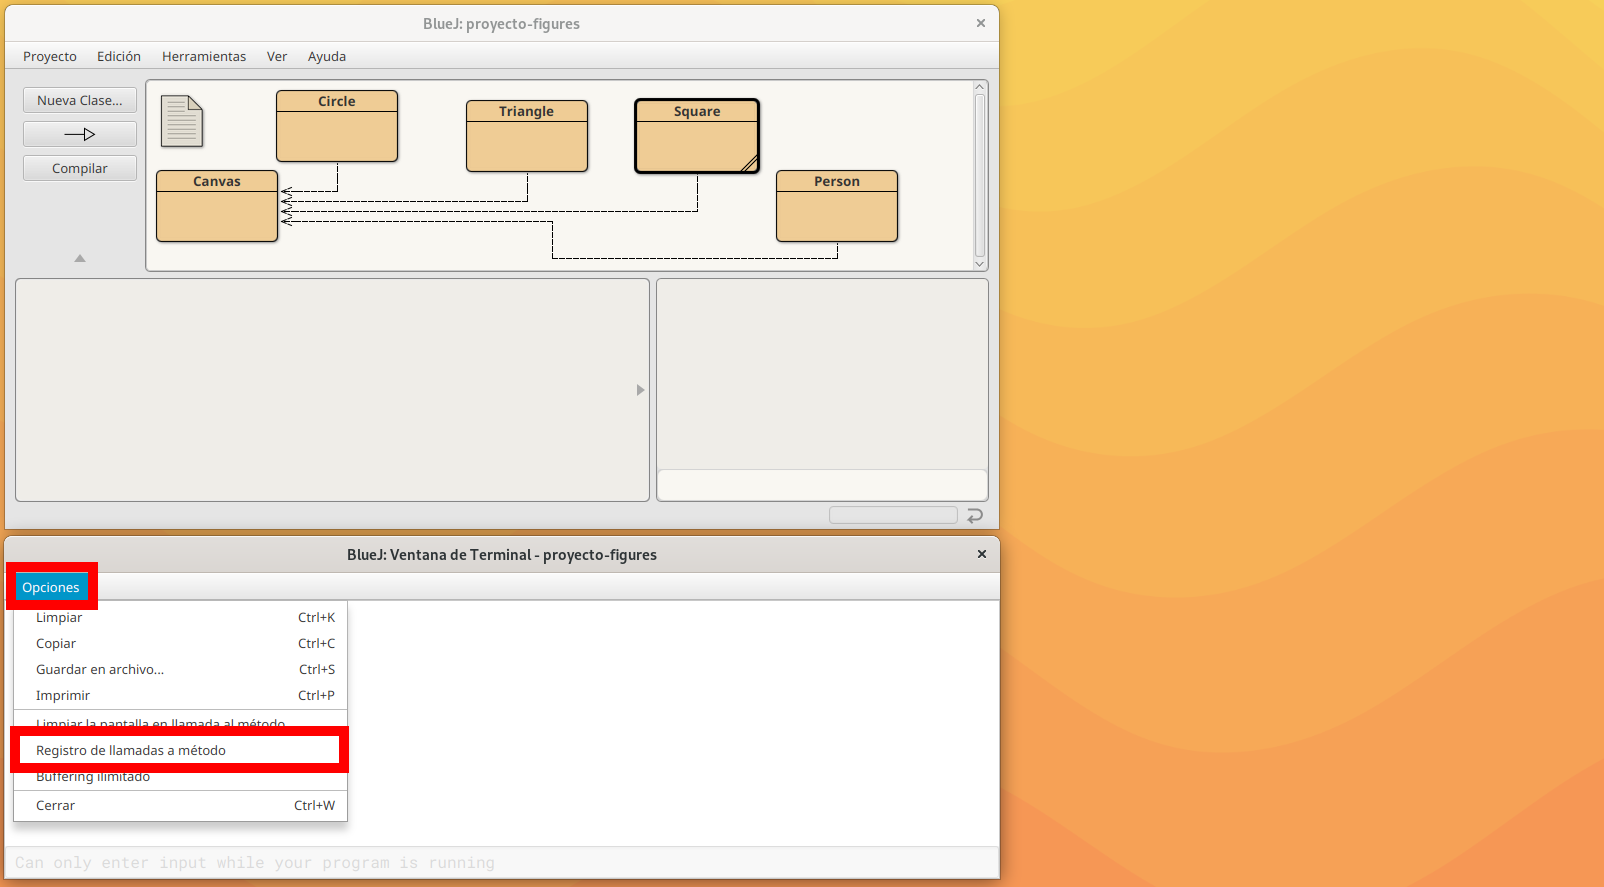 BlueJ: proyecto-figures
Proyecto Edición Herramientas Ver Ayuda
Nueva Clase...
Compilar
Circle
Triangle
Square
Canvas
Person
BlueJ: Ventana de Terminal - proyecto-figures
Opciones
Limpiar Ctrl+K
Copiar Ctrl+C
Guardar en archivo... Ctrl+S
Imprimir Ctrl+P
Limpiar la pantalla en llamada al método
Registro de llamadas a método
Buffering ilimitado
Cerrar Ctrl+W
Can only enter input while your program is running